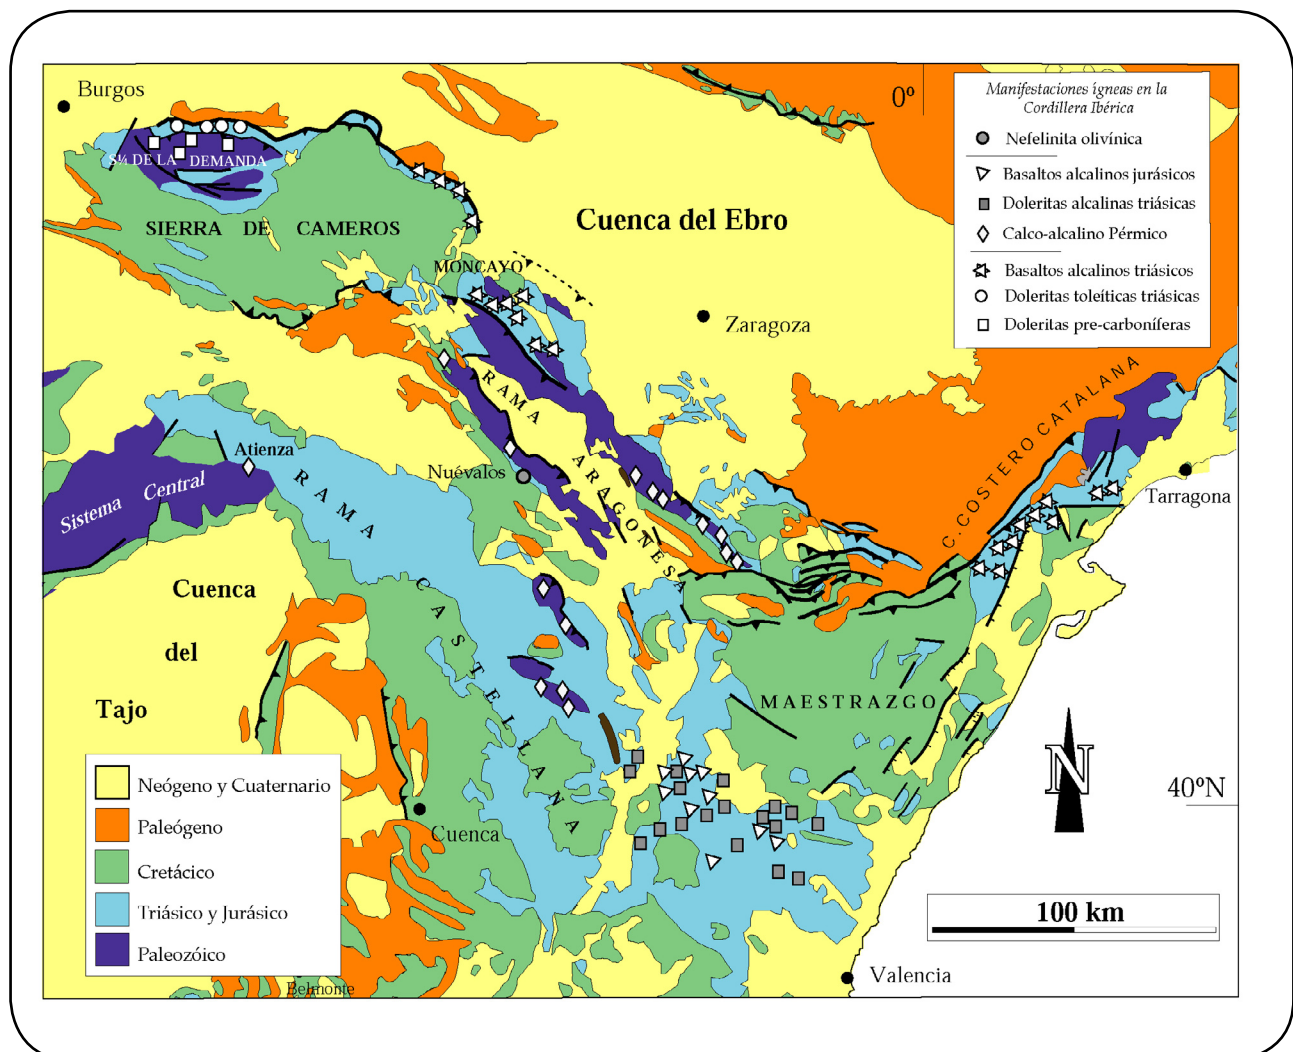 Burgos
0º
Manifestaciones ígneas en la
Cordillera Ibérica
Nefelinita olivínica
Basaltos alcalinos jurásicos
Doleritas alcalinas triásicas
Calco-alcalino Pérmico
Basaltos alcalinos triásicos
Doleritas toleíticas triásicas
Doleritas pre-carboníferas
S¼ DE LA DEMANDA
SIERRA DE CAMEROS
Cuenca del Ebro
MONCAYO
Zaragoza
RAMA ARAGONESA
C. COSTERO CATALANA
Atienza
Nuévalos
Sistema Central
RAMA CASTELLANA
Tarragona
Cuenca
del
Tajo
MAESTRAZGO
N
40ºN
Neógeno y Cuaternario
Paleógeno
Cretácico
Triásico y Jurásico
Paleozóico
Cuenca
100 km
Valencia
Belmonte